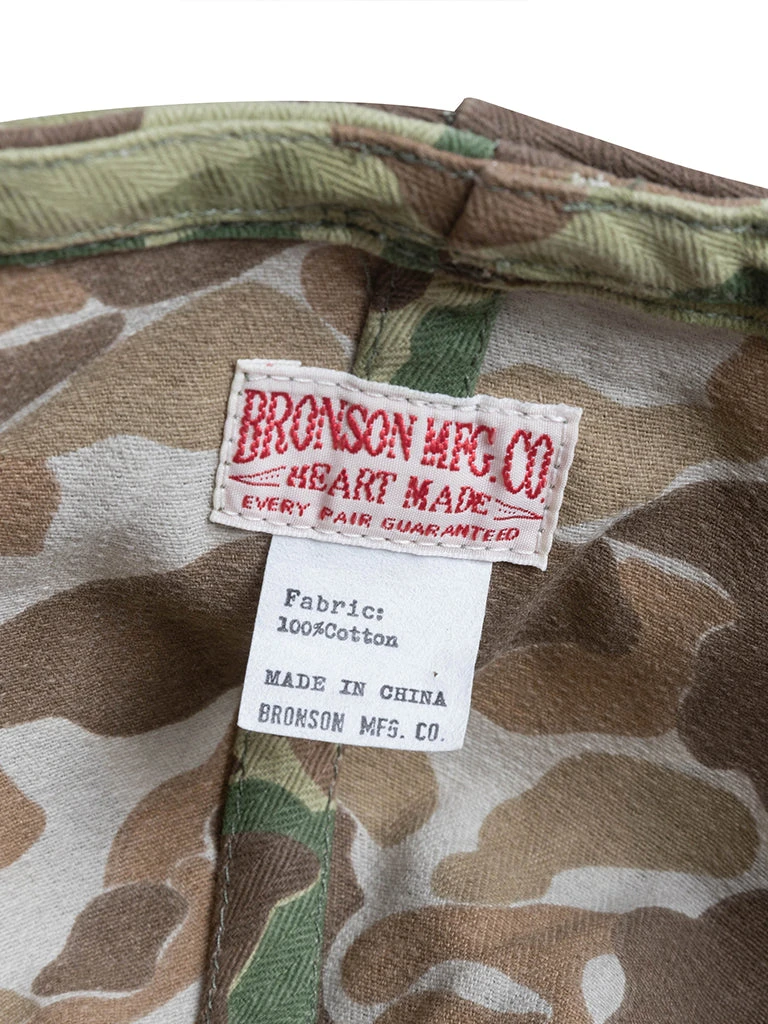 BRONSON MFG. CO.
HEART MADE
EVERY PAIR GUARANTEED
Fabric:
100%Cotton
MADE IN CHINA
BRONSON MFG. CO.